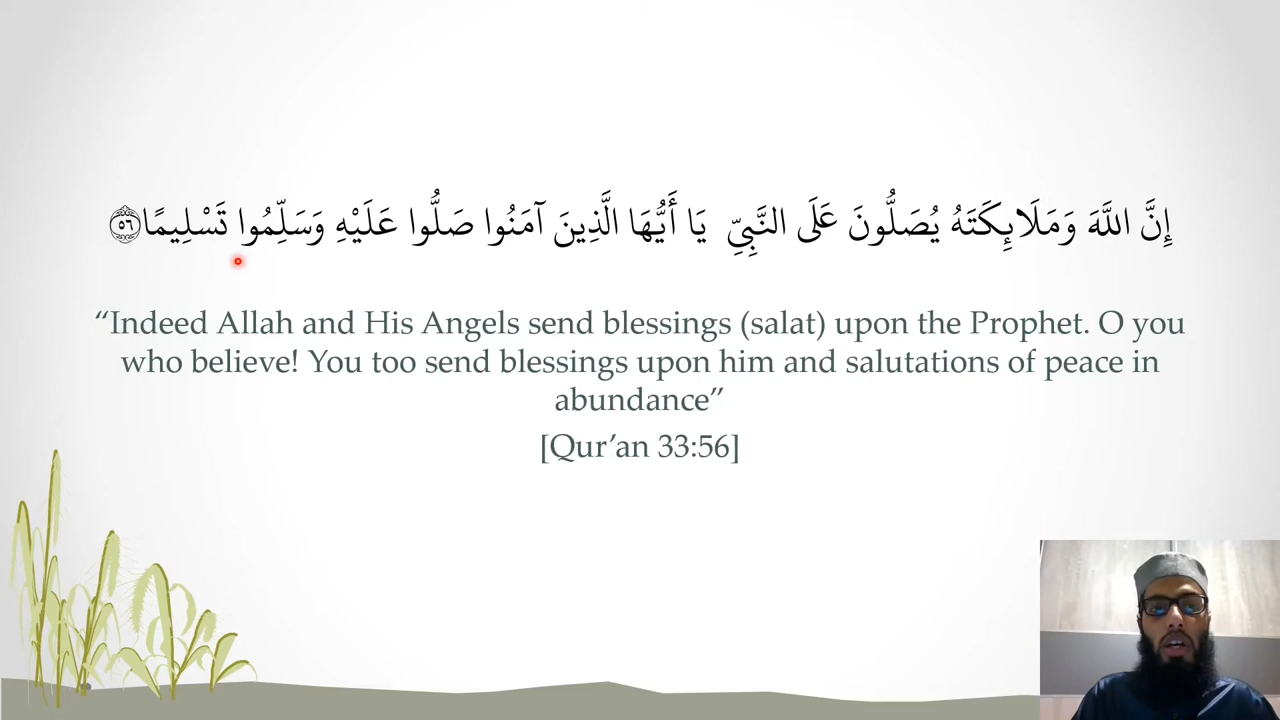 إِنَّ اللَّهَ وَمَلَائِكَتَهُ يُصَلُّونَ عَلَى النَّبِيِّ يَا أَيُّهَا الَّذِينَ آمَنُوا صَلُّوا عَلَيْهِ وَسَلِّمُوا تَسْلِيمًا ۝٥٦
“Indeed Allah and His Angels send blessings (salat) upon the Prophet. O you
who believe! You too send blessings upon him and salutations of peace in
abundance”
[Qur’an 33:56]